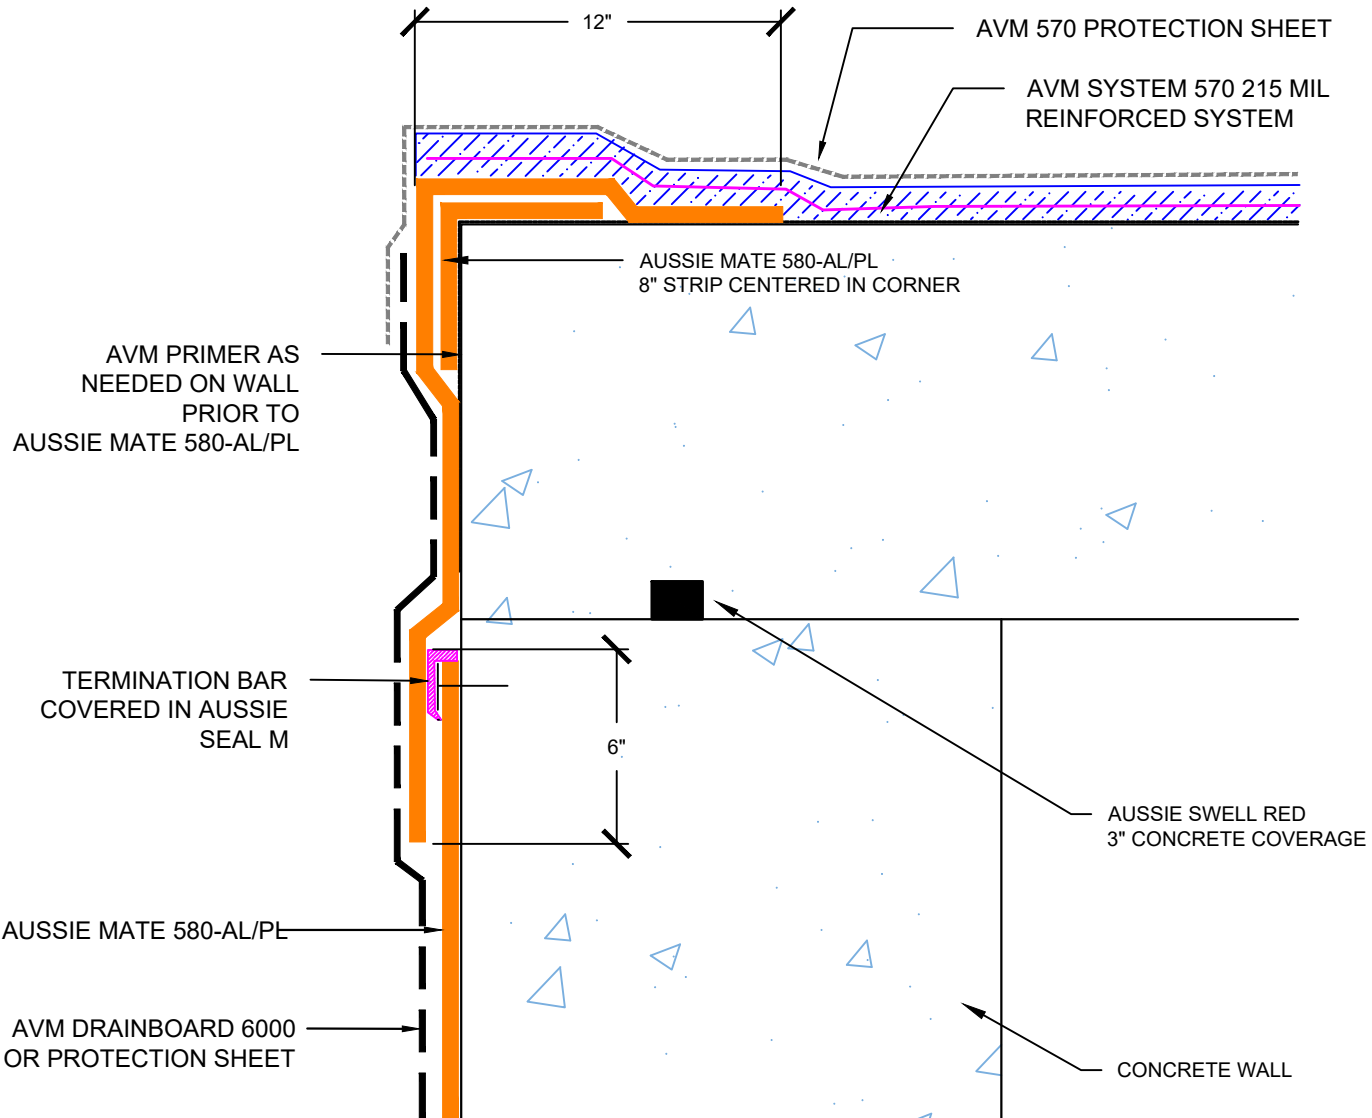 12"
AVM 570 PROTECTION SHEET
AVM SYSTEM 570 215 MIL
REINFORCED SYSTEM
AUSSIE MATE 580-AL/PL
8" STRIP CENTERED IN CORNER
AVM PRIMER AS
NEEDED ON WALL
PRIOR TO
AUSSIE MATE 580-AL/PL
TERMINATION BAR
COVERED IN AUSSIE
SEAL M
6"
AUSSIE SWELL RED
3" CONCRETE COVERAGE
AUSSIE MATE 580-AL/PL
AVM DRAINBOARD 6000
OR PROTECTION SHEET
CONCRETE WALL